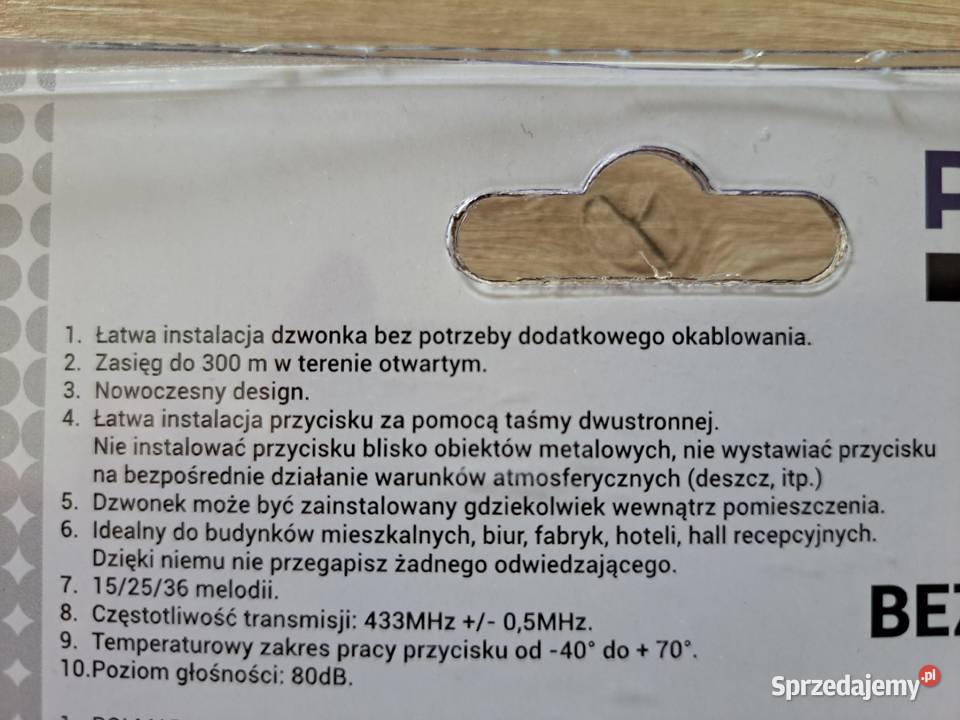 1. Łatwa instalacja dzwonka bez potrzeby dodatkowego okablowania.
2. Zasięg do 300 m w terenie otwartym.
3. Nowoczesny design.
4. Łatwa instalacja przycisku za pomocą taśmy dwustronnej.
Nie instalować przycisku blisko obiektów metalowych, nie wystawiać przycisku
na bezpośrednie działanie warunków atmosferycznych (deszcz, itp.)
5. Dzwonek może być zainstalowany gdziekolwiek wewnątrz pomieszczenia.
6. Idealny do budynków mieszkalnych, biur, fabryk, hoteli, hall recepcyjnych.
Dzięki niemu nie przegapisz żadnego odwiedzającego.
7. 15/25/36 melodii.
8. Częstotliwość transmisji: 433MHz +/- 0,5MHz.
9. Temperaturowy zakres pracy przycisku od -40° do + 70°.
10.Poziom głośności: 80dB.
BEZ
Sprzedajemy.pl